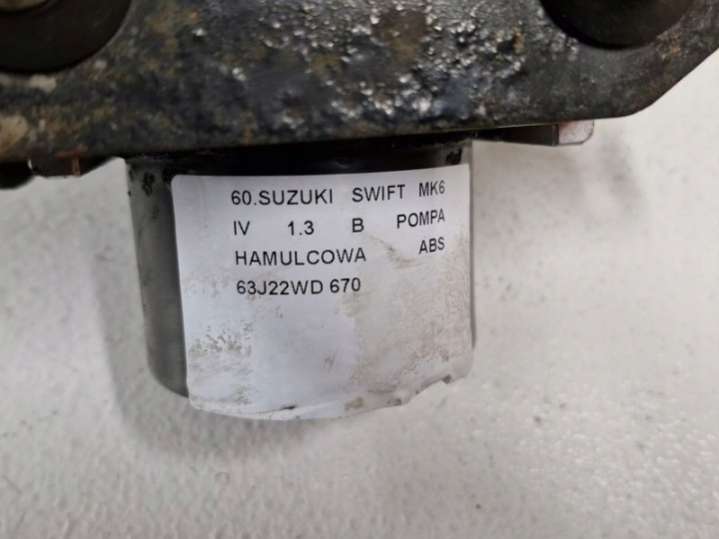 60.SUZUKI SWIFT MK6
IV 1.3 B POMPA
HAMULCOWA ABS
63J22WD 670